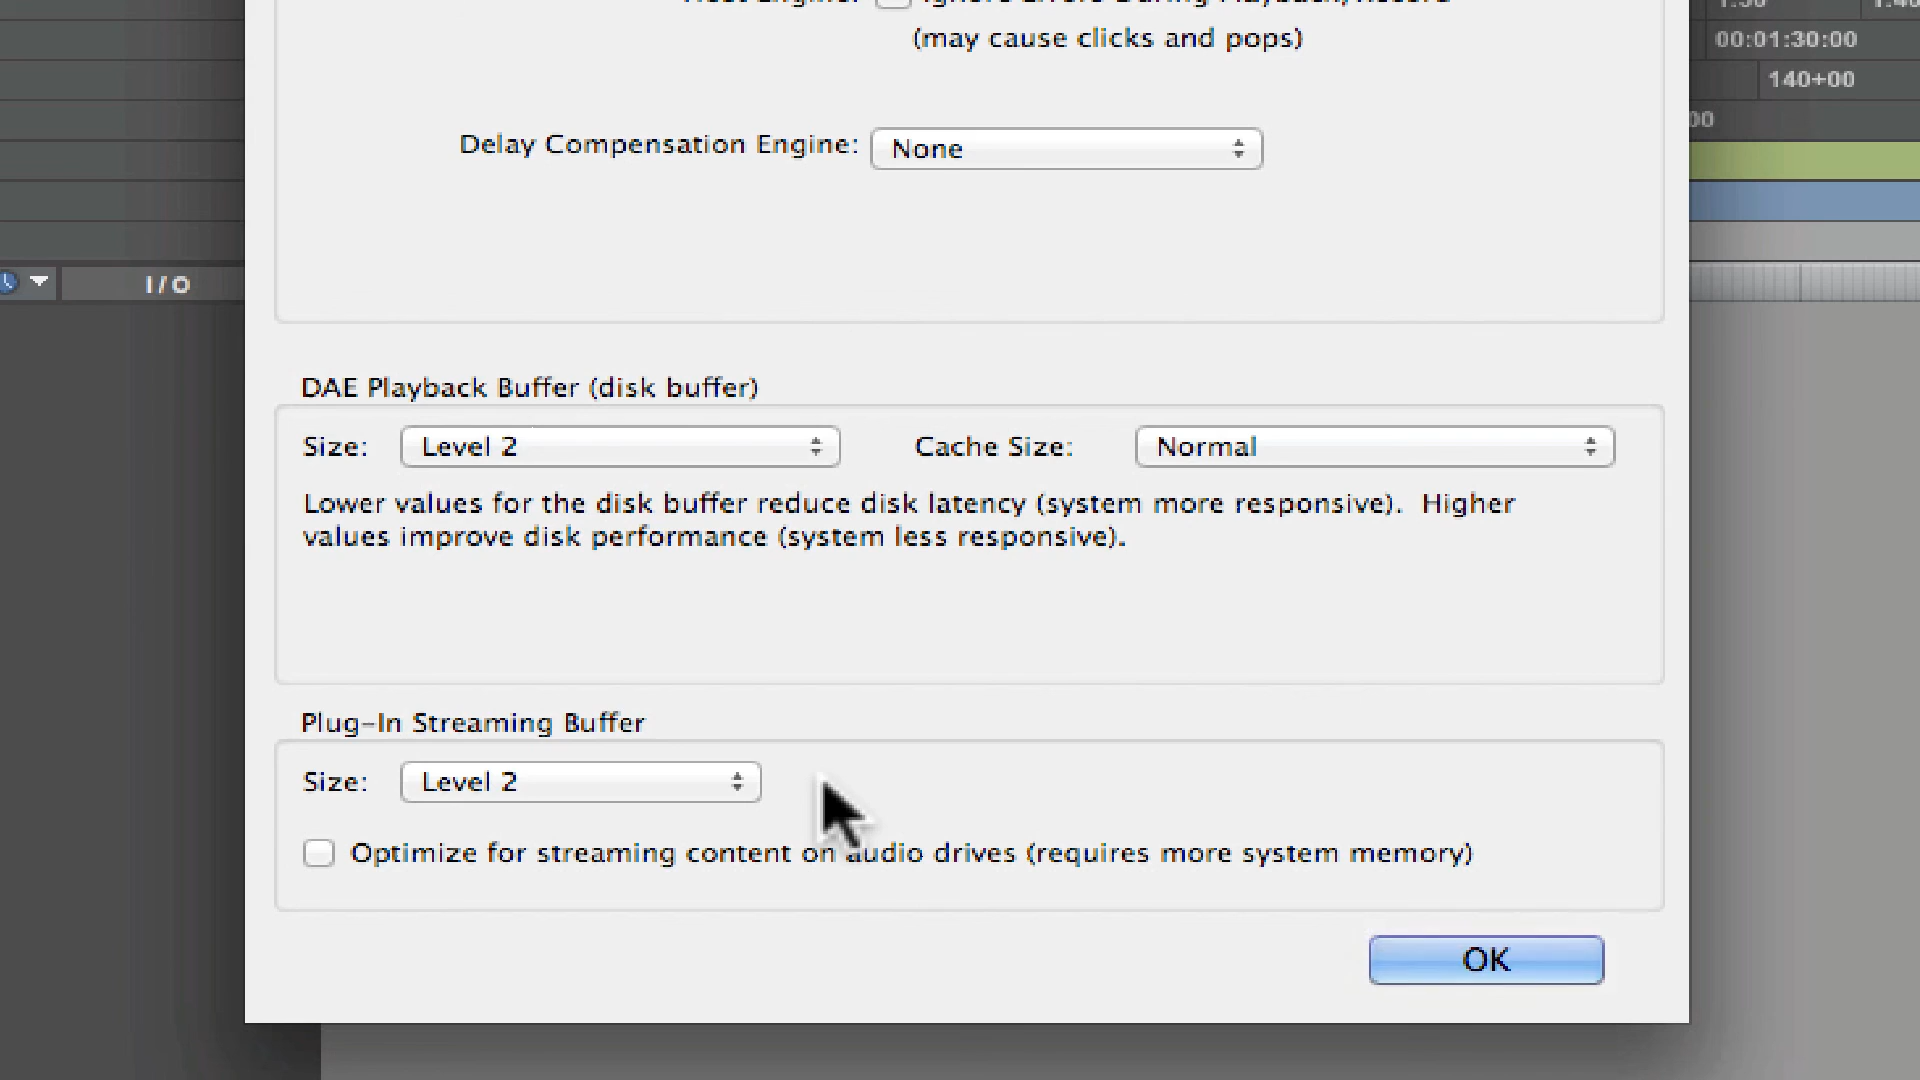 (may cause clicks and pops)
00:01:30:00
140+00
Delay Compensation Engine: None
I/O
DAE Playback Buffer (disk buffer)
Size: Level 2 Cache Size: Normal
Lower values for the disk buffer reduce disk latency (system more responsive). Higher
values improve disk performance (system less responsive).
Plug-In Streaming Buffer
Size: Level 2
Optimize for streaming content on audio drives (requires more system memory)
OK